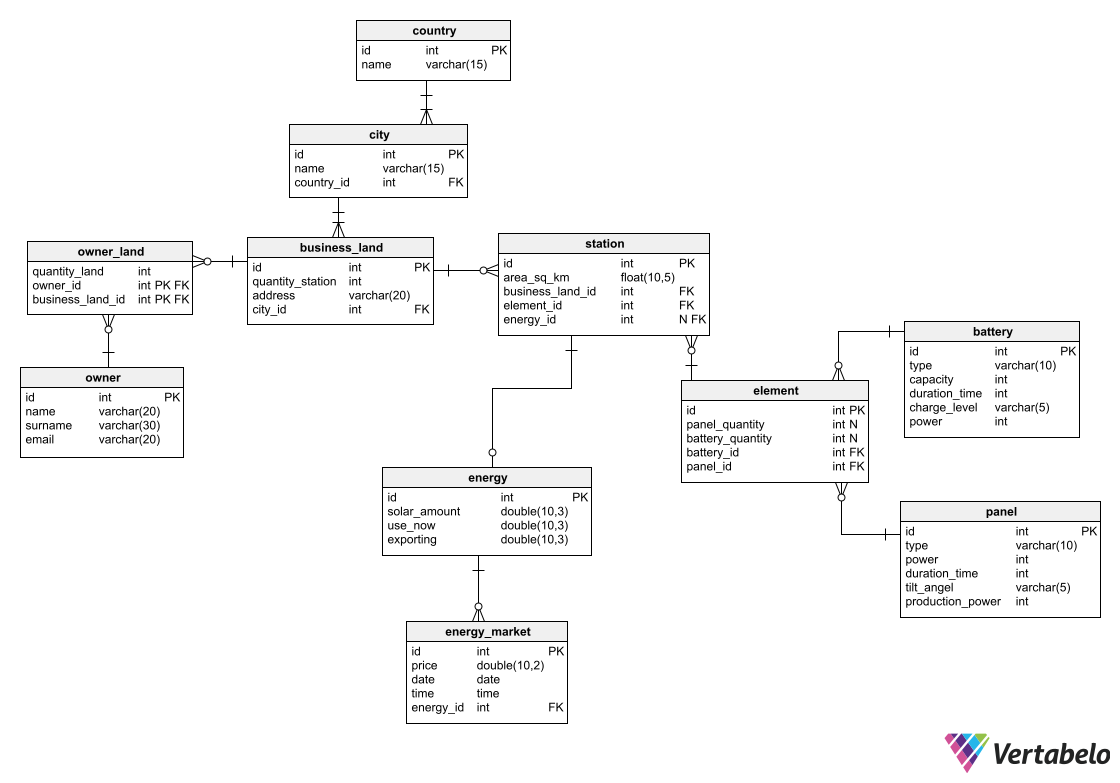 country
id int PK
name varchar(15)
city
id int PK
name varchar(15)
country_id int FK
owner_land
quantity_land int
owner_id int PK FK
business_land_id int PK FK
business_land
id int PK
quantity_station int
address varchar(20)
city_id int FK
station
id int PK
area_sq_km float(10,5)
business_land_id int FK
element_id int FK
energy_id int N FK
owner
id int PK
name varchar(20)
surname varchar(30)
email varchar(20)
element
id int PK
panel_quantity int N
battery_quantity int N
battery_id int FK
panel_id int FK
battery
id int PK
type varchar(10)
capacity int
duration_time int
charge_level varchar(5)
power int
energy
id int PK
solar_amount double(10,3)
use_now double(10,3)
exporting double(10,3)
panel
id int PK
type varchar(10)
power int
duration_time int
tilt_angel varchar(5)
production_power int
energy_market
id int PK
price double(10,2)
date date
time time
energy_id int FK
Vertabelo